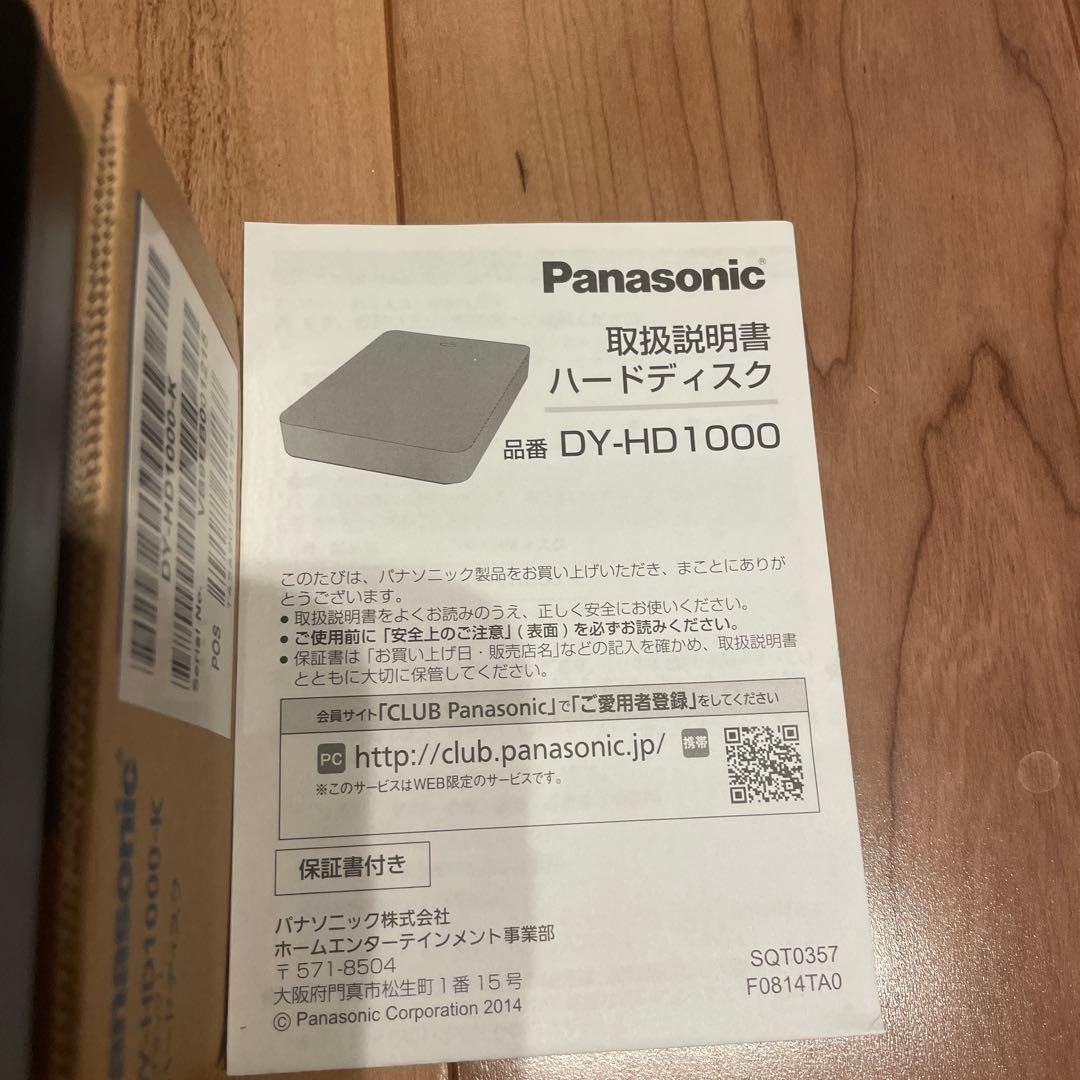 Panasonic®
取扱説明書
ハードディスク
品番 DY-HD1000
このたびは、パナソニック製品をお買い上げいただき、まことにありが
とうございます。
● 取扱説明書をよくお読みのうえ、正しく安全にお使いください。
● ご使用前に「安全上のご注意」(表面)を必ずお読みください。
● 保証書は「お買い上げ日・販売店名」などの記入を確かめ、取扱説明書
とともに大切に保管してください。
会員サイト「CLUB Panasonic」で「ご愛用者登録」をしてください
PC http://club.panasonic.jp/ 携帯
※このサービスはWEB限定のサービスです。
保証書付き
パナソニック株式会社
ホームエンターテインメント事業部
〒571-8504
大阪府門真市松生町1番15号
© Panasonic Corporation 2014
SQT0357
F0814TA0
DY-HD1000-K
Serial No.
POS
Panasonic
DY-HD1000-K